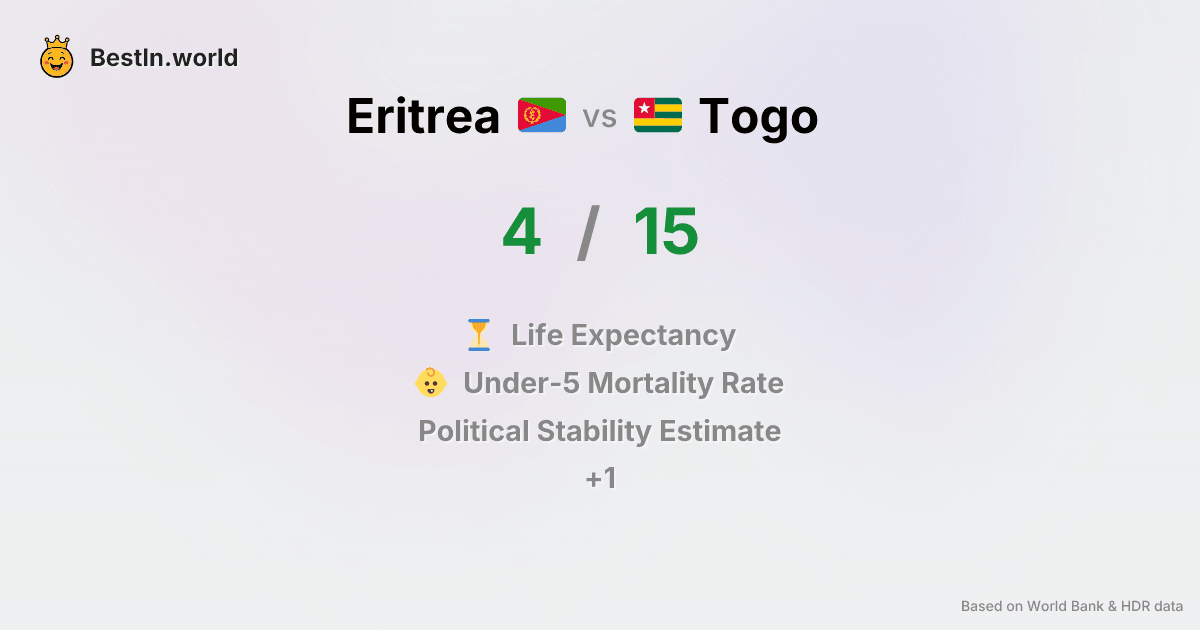 BestIn.world
Eritrea vs Togo
4 / 15
Life Expectancy
Under-5 Mortality Rate
Political Stability Estimate
+1
Based on World Bank & HDR data